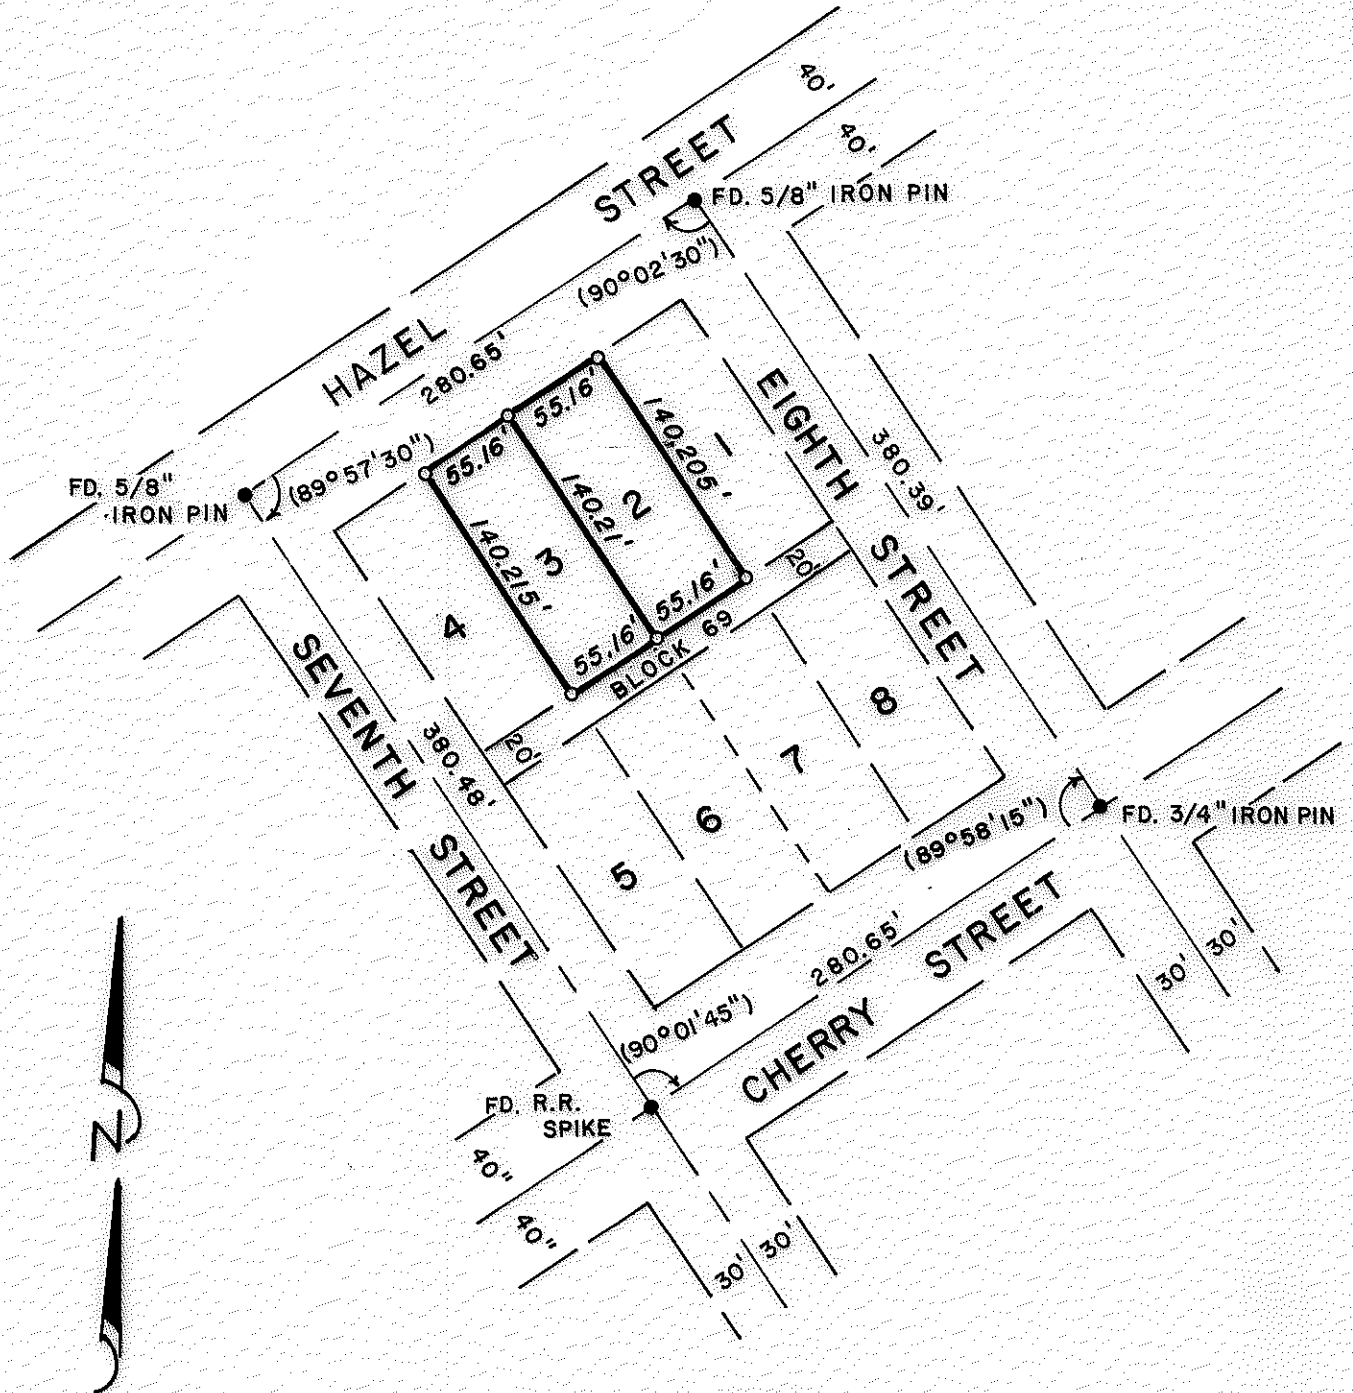 40'
40'
HAZEL STREET
FD. 5/8" IRON PIN
(90°02'30")
280.65'
(89°57'30")
FD. 5/8"
IRON PIN
55.16'
55.16'
EIGHTH STREET
380.39'
140.205'
1
2
140.21'
3
140.215'
4
55.16'
55.16'
20'
BLOCK 69
20'
SEVENTH STREET
380.48'
8
7
6
5
(89°58'15")
FD. 3/4" IRON PIN
280.65'
CHERRY STREET
(90°01'45")
30'
30'
FD. R.R.
SPIKE
40"
40"
30'
30'
N